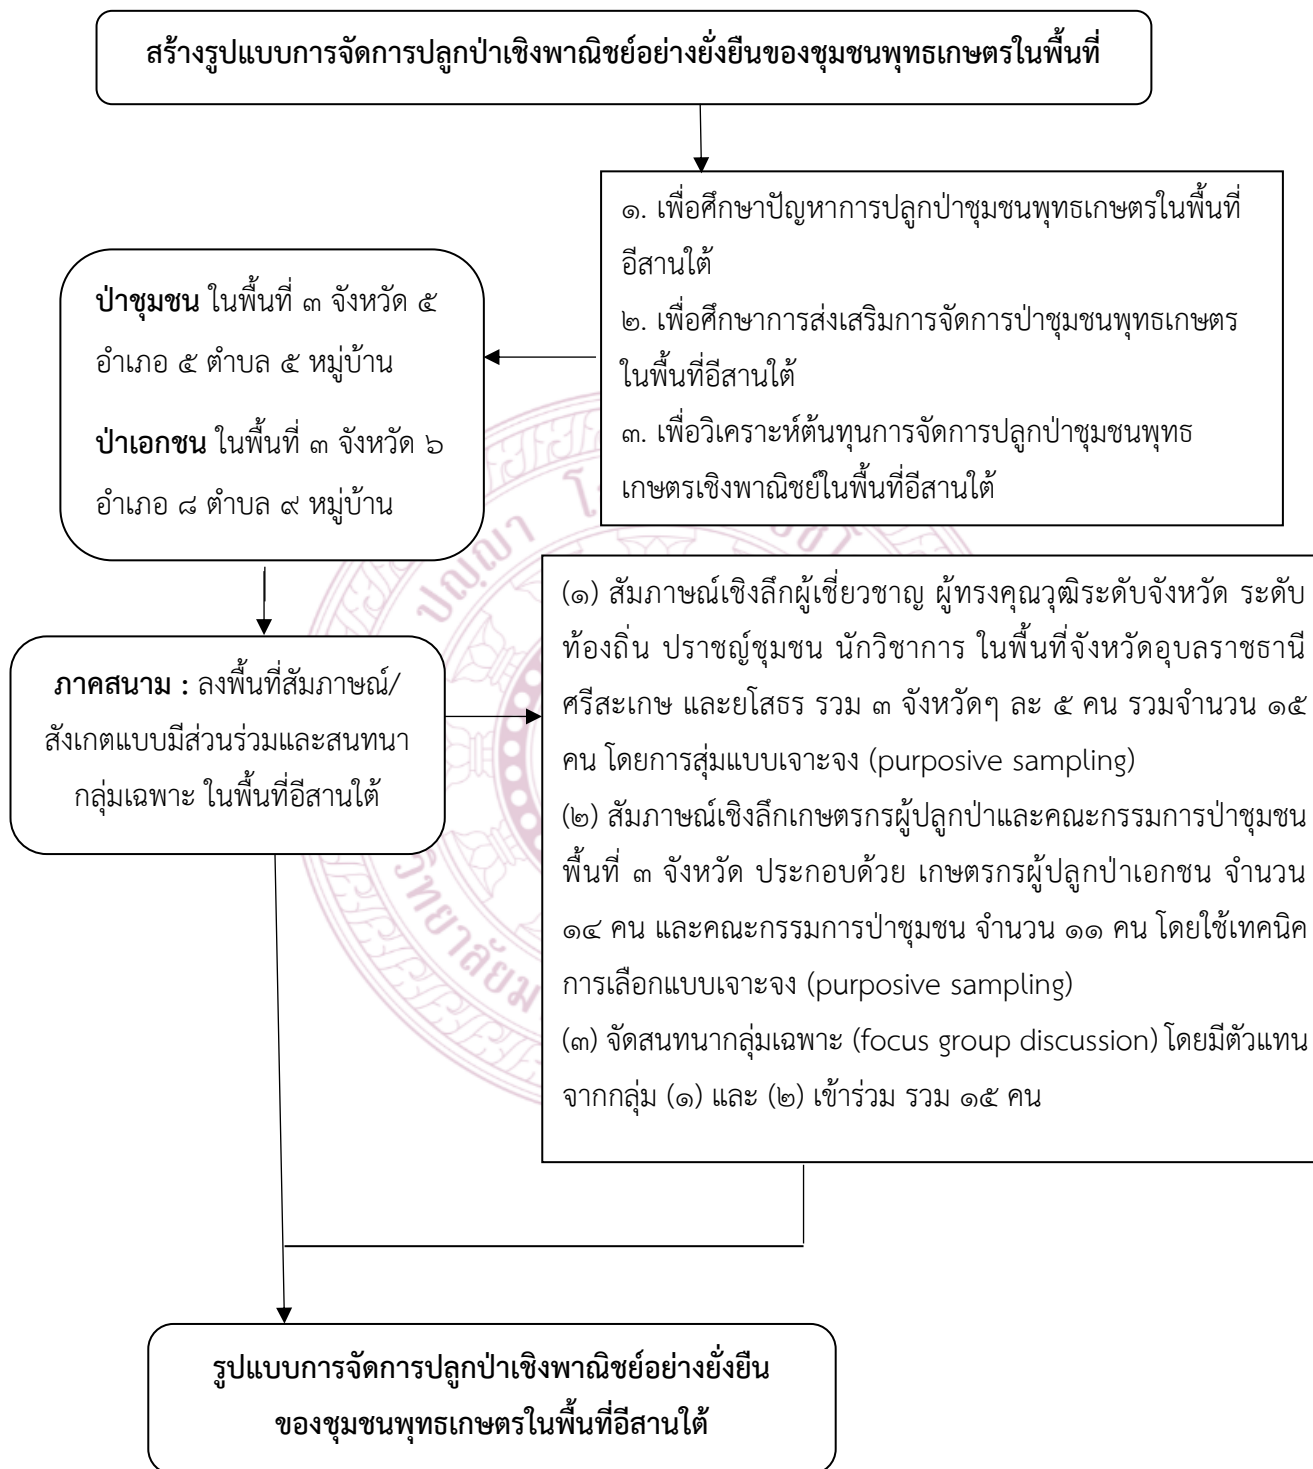 สร้างรูปแบบการจัดการปลูกป่าเชิงพาณิชย์อย่างยั่งยืนของชุมชนพุทธเกษตรในพื้นที่
๑. เพื่อศึกษาปัญหาการปลูกป่าชุมชนพุทธเกษตรในพื้นที่
อีสานใต้
๒. เพื่อศึกษาการส่งเสริมการจัดการป่าชุมชนพุทธเกษตร
ในพื้นที่อีสานใต้
๓. เพื่อวิเคราะห์ต้นทุนการจัดการปลูกป่าชุมชนพุทธ
เกษตรเชิงพาณิชย์ในพื้นที่อีสานใต้
ป่าชุมชน ในพื้นที่ ๓ จังหวัด ๕
อำเภอ ๕ ตำบล ๕ หมู่บ้าน
ป่าเอกชน ในพื้นที่ ๓ จังหวัด ๖
อำเภอ ๘ ตำบล ๙ หมู่บ้าน
ภาคสนาม : ลงพื้นที่สัมภาษณ์/
สังเกตแบบมีส่วนร่วมและสนทนา
กลุ่มเฉพาะ ในพื้นที่อีสานใต้
(๑) สัมภาษณ์เชิงลึกผู้เชี่ยวชาญ ผู้ทรงคุณวุฒิระดับจังหวัด ระดับ
ท้องถิ่น ปราชญ์ชุมชน นักวิชาการ ในพื้นที่จังหวัดอุบลราชธานี
ศรีสะเกษ และยโสธร รวม ๓ จังหวัดๆ ละ ๕ คน รวมจำนวน ๑๕
คน โดยการสุ่มแบบเจาะจง (purposive sampling)
(๒) สัมภาษณ์เชิงลึกเกษตรกรผู้ปลูกป่าและคณะกรรมการป่าชุมชน
พื้นที่ ๓ จังหวัด ประกอบด้วย เกษตรกรผู้ปลูกป่าเอกชน จำนวน
๑๔ คน และคณะกรรมการป่าชุมชน จำนวน ๑๑ คน โดยใช้เทคนิค
การเลือกแบบเจาะจง (purposive sampling)
(๓) จัดสนทนากลุ่มเฉพาะ (focus group discussion) โดยมีตัวแทน
จากกลุ่ม (๑) และ (๒) เข้าร่วม รวม ๑๕ คน
รูปแบบการจัดการปลูกป่าเชิงพาณิชย์อย่างยั่งยืน
ของชุมชนพุทธเกษตรในพื้นที่อีสานใต้
ปญฺญา
วิทยาลัยม